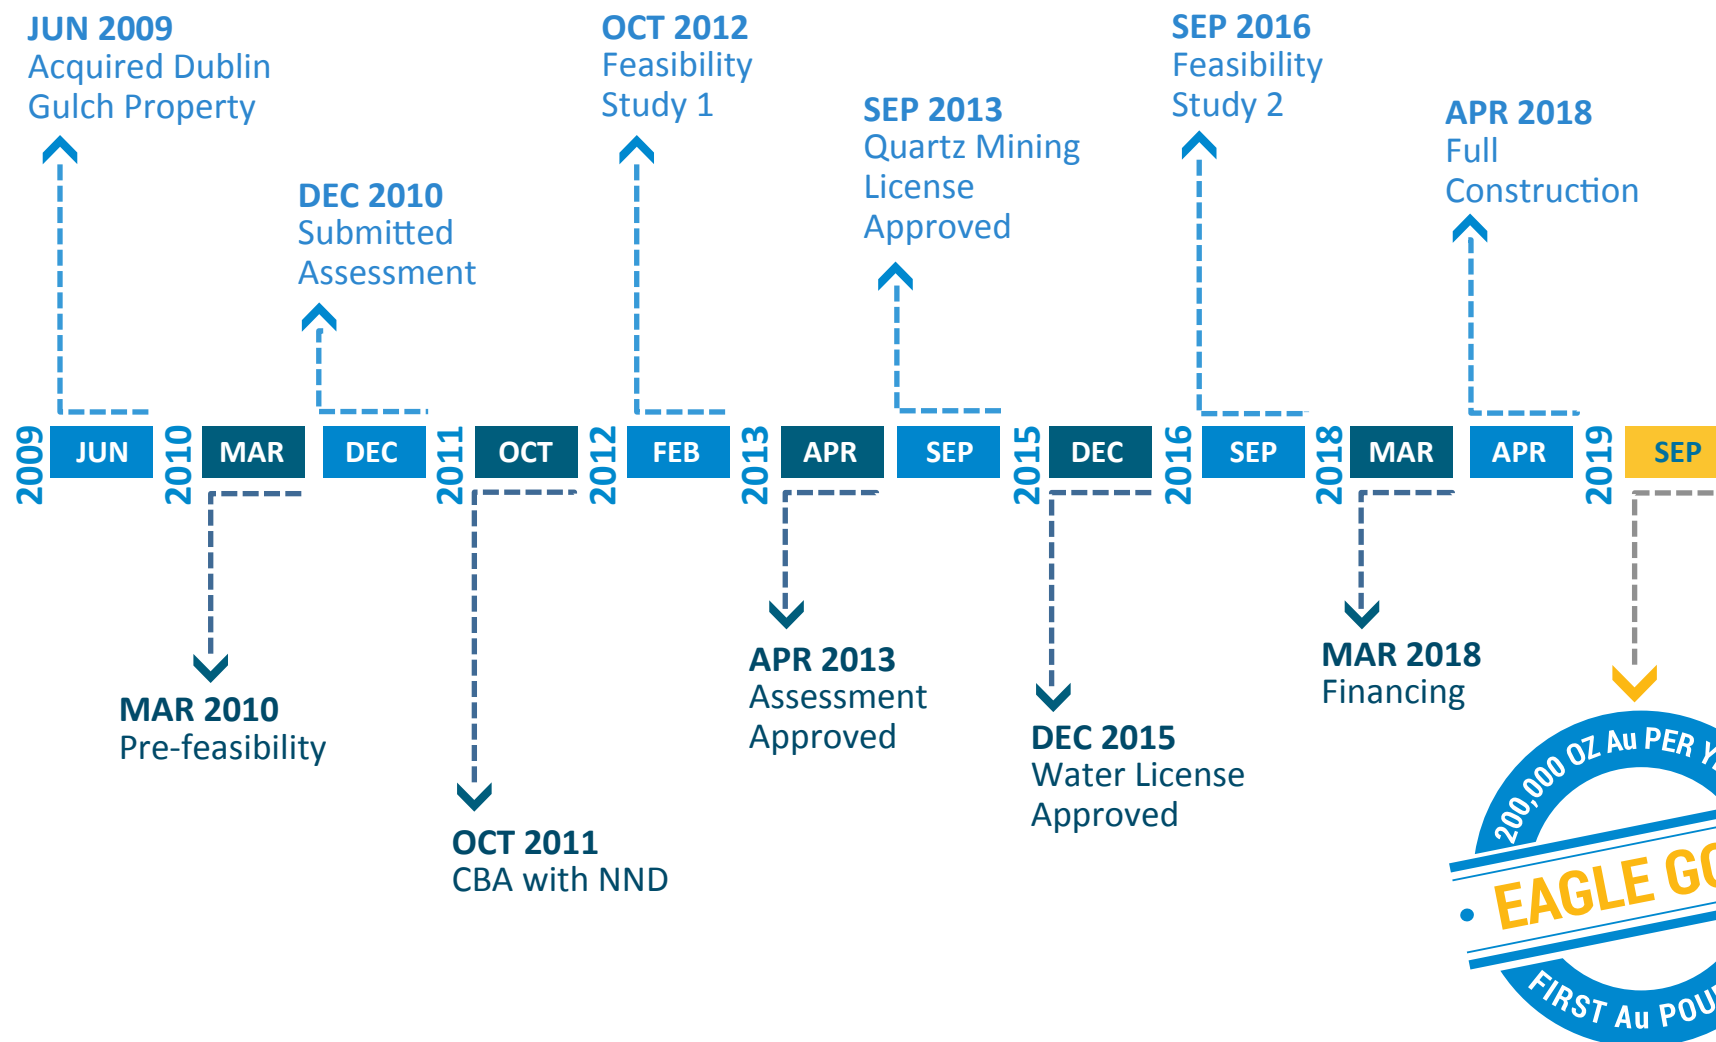 JUN 2009
Acquired Dublin
Gulch Property
DEC 2010
Submitted
Assessment
OCT 2012
Feasibility
Study 1
SEP 2013
Quartz Mining
License
Approved
SEP 2016
Feasibility
Study 2
APR 2018
Full
Construction
2009 JUN 2010 MAR DEC 2011 OCT 2012 FEB 2013 APR SEP 2015 DEC 2016 SEP 2018 MAR APR 2019 SEP
MAR 2010
Pre-feasibility
OCT 2011
CBA with NND
APR 2013
Assessment
Approved
DEC 2015
Water License
Approved
MAR 2018
Financing
200,000 OZ Au PER
EAGLE
FIRST Au